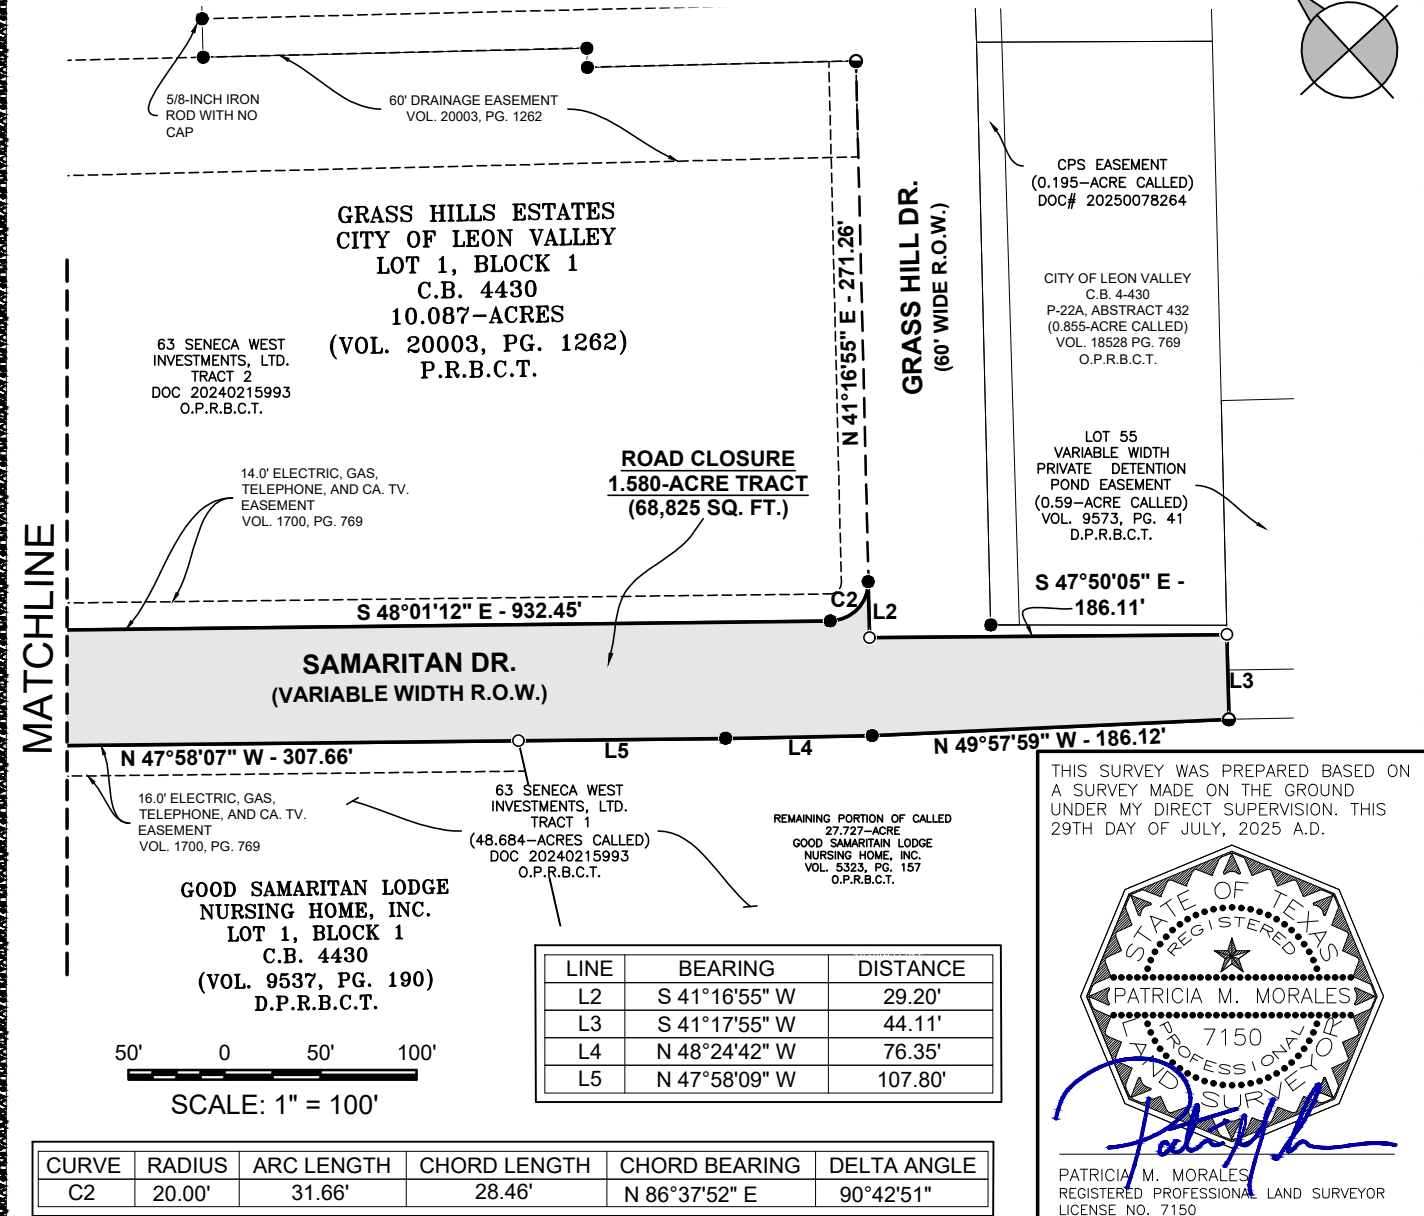 5/8-INCH IRON
ROD WITH NO
CAP
60' DRAINAGE EASEMENT
VOL. 20003, PG. 1262
GRASS HILLS ESTATES
CITY OF LEON VALLEY
LOT 1, BLOCK 1
C.B. 4430
10.087-ACRES
(VOL. 20003, PG. 1262)
P.R.B.C.T.
63 SENECA WEST
INVESTMENTS, LTD.
TRACT 2
DOC 20240215993
O.P.R.B.C.T.
N 41°16'55" E - 271.26'
GRASS HILL DR.
(60' WIDE R.O.W.)
CPS EASEMENT
(0.195-ACRE CALLED)
DOC# 20250078264
CITY OF LEON VALLEY
C.B. 4-430
P-22A, ABSTRACT 432
(0.855-ACRE CALLED)
VOL. 18528 PG. 769
O.P.R.B.C.T.
LOT 55
VARIABLE WIDTH
PRIVATE DETENTION
POND EASEMENT
(0.59-ACRE CALLED)
VOL. 9573, PG. 41
D.P.R.B.C.T.
14.0' ELECTRIC, GAS,
TELEPHONE, AND CA. TV.
EASEMENT
VOL. 1700, PG. 769
ROAD CLOSURE
1.580-ACRE TRACT
(68,825 SQ. FT.)
MATCHLINE
S 48°01'12" E - 932.45'
C2
L2
S 47°50'05" E -
186.11'
SAMARITAN DR.
(VARIABLE WIDTH R.O.W.)
L3
N 47°58'07" W - 307.66'
L5
L4
N 49°57'59" W - 186.12'
16.0' ELECTRIC, GAS,
TELEPHONE, AND CA. TV.
EASEMENT
VOL. 1700, PG. 769
63 SENECA WEST
INVESTMENTS, LTD.
TRACT 1
(48.684-ACRES CALLED)
DOC 20240215993
O.P.R.B.C.T.
REMAINING PORTION OF CALLED
27.727-ACRE
GOOD SAMARITAIN LODGE
NURSING HOME, INC.
VOL. 5323, PG. 157
O.P.R.B.C.T.
GOOD SAMARITAN LODGE
NURSING HOME, INC.
LOT 1, BLOCK 1
C.B. 4430
(VOL. 9537, PG. 190)
D.P.R.B.C.T.
50' 0 50' 100'
SCALE: 1" = 100'
LINE BEARING DISTANCE
L2 S 41°16'55" W 29.20'
L3 S 41°17'55" W 44.11'
L4 N 48°24'42" W 76.35'
L5 N 47°58'09" W 107.80'
CURVE RADIUS ARC LENGTH CHORD LENGTH CHORD BEARING DELTA ANGLE
C2 20.00' 31.66' 28.46' N 86°37'52" E 90°42'51"
THIS SURVEY WAS PREPARED BASED ON
A SURVEY MADE ON THE GROUND
UNDER MY DIRECT SUPERVISION. THIS
29TH DAY OF JULY, 2025 A.D.
STATE OF TEXAS
REGISTERED
PATRICIA M. MORALES
7150
PROFESSIONAL
LAND SURVEYOR
PATRICIA M. MORALES
REGISTERED PROFESSIONAL LAND SURVEYOR
LICENSE NO. 7150